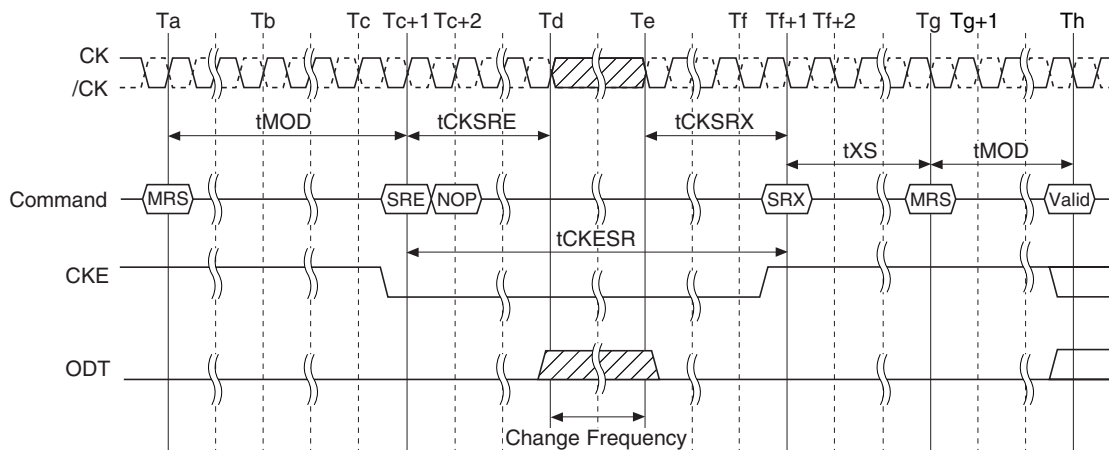 Ta Tb Tc Tc+1 Tc+2 Td Te Tf Tf+1 Tf+2 Tg Tg+1 Th
CK
/CK
tMOD tCKSRE tCKSRX
tXS tMOD
Command MRS SRE NOP SRX MRS Valid
tCKESR
CKE
ODT
Change Frequency